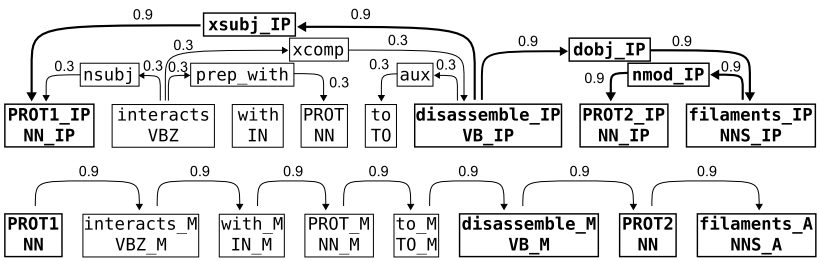 0.9 xsubj_IP 0.9
0.3 xcomp 0.3 0.9 dobj_IP 0.9
0.3 nsubj 0.3 0.3 prep_with 0.3 0.3 aux 0.3 0.9 nmod_IP 0.9
PROT1_IP interacts with PROT to disassemble_IP PROT2_IP filaments_IP
NN_IP VBZ IN NN TO VB_IP NN_IP NNS_IP
0.9 0.9 0.9 0.9 0.9 0.9 0.9
PROT1 interacts_M with_M PROT_M to_M disassemble_M PROT2 filaments_A
NN VBZ_M IN_M NN_M TO_M VB_M NN NNS_A